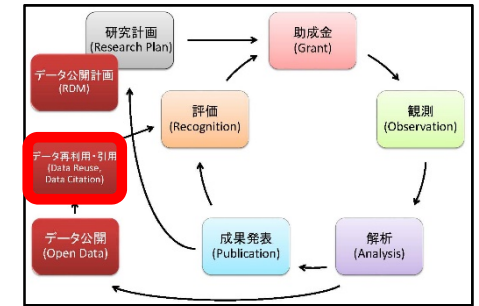 研究計画
(Research Plan)
助成金
(Grant)
データ公開計画
(RDM)
評価
(Recognition)
観測
(Observation)
データ再利用・引用
(Data Reuse,
Data Citation)
データ公開
(Open Data)
成果発表
(Publication)
解析
(Analysis)